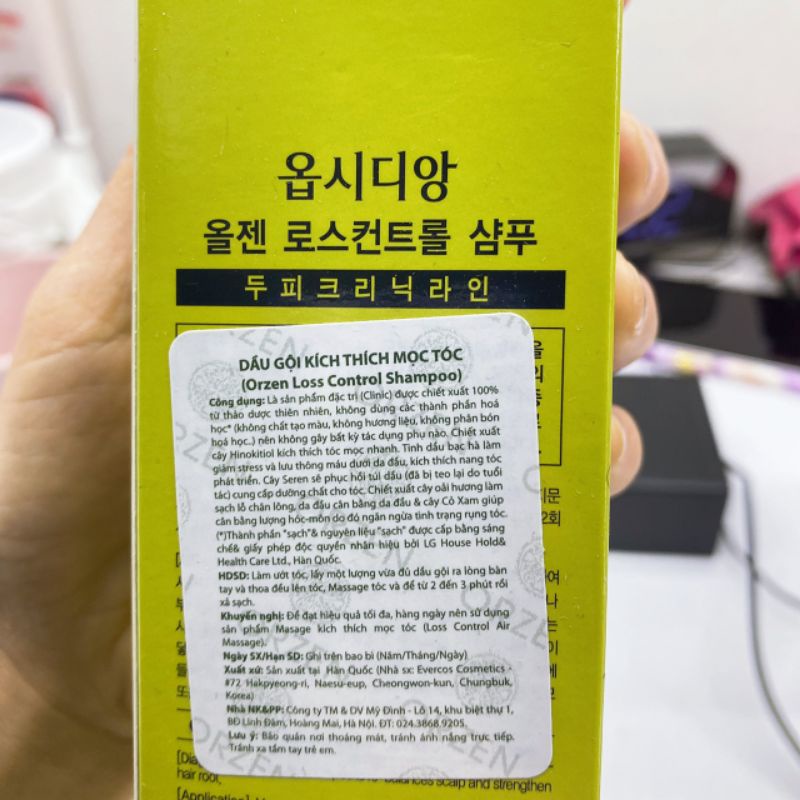 옵시디앙
올젠 로스컨트롤 샴푸
두피크리닉라인
DẦU GỘI KÍCH THÍCH MỌC TÓC
(Orzen Loss Control Shampoo)
Công dụng: Là sản phẩm đặc trị (Clinic) được chiết xuất 100%
từ thảo dược thiên nhiên, không dùng các thành phần hoá
học* (không chất tạo màu, không hương liệu, không phân bón
hoá học..) nên không gây bất kỳ tác dụng phụ nào. Chiết xuất
cây Hinokitiol kích thích tóc mọc nhanh. Tinh dầu bạc hà làm
giảm stress và lưu thông máu dưới da đầu, kích thích nang tóc
phát triển. Cây Seren sẽ phục hồi túi dầu (đã bị teo lại do tuổi
tác) cung cấp dưỡng chất cho tóc. Chiết xuất cây oải hương làm
sạch lỗ chân lông, da đầu cân bằng da đầu & cây Cỏ Xam giúp
cân bằng lượng hóc-môn do đó ngăn ngừa tình trạng rụng tóc.
(*)Thành phần "sạch"& nguyên liệu "sạch" được cấp bằng sáng
chế& giấy phép độc quyền nhãn hiệu bởi LG House Hold&
Health Care Ltd., Hàn Quốc.
HDSD: Làm ướt tóc, lấy một lượng vừa đủ dầu gội ra lòng bàn
tay và thoa đều lên tóc, Massage tóc và để từ 2 đến 3 phút rồi
xả sạch.
Khuyến nghị: Để đạt hiệu quả tối đa, hàng ngày nên sử dụng
sản phẩm Masage kích thích mọc tóc (Loss Control Air
Massage).
Ngày SX/Hạn SD: Ghi trên bao bì (Năm/Tháng/Ngày)
Xuất xứ: Sản xuất tại Hàn Quốc (Nhà sx: Evercos Cosmetics -
#72 Hakpyeong-ri, Naesu-eup, Cheongwon-kun, Chungbuk,
Korea)
Nhà NK&PP: Công ty TM & DV Mỹ Đình - Lô 14, khu biệt thự 1,
BĐ Linh Đàm, Hoàng Mai, Hà Nội. ĐT: 024.3868.9205.
Lưu ý: Bảo quản nơi thoáng mát, tránh ánh nắng trực tiếp.
Tránh xa tầm tay trẻ em.
balances scalp and strengthen
hair root,